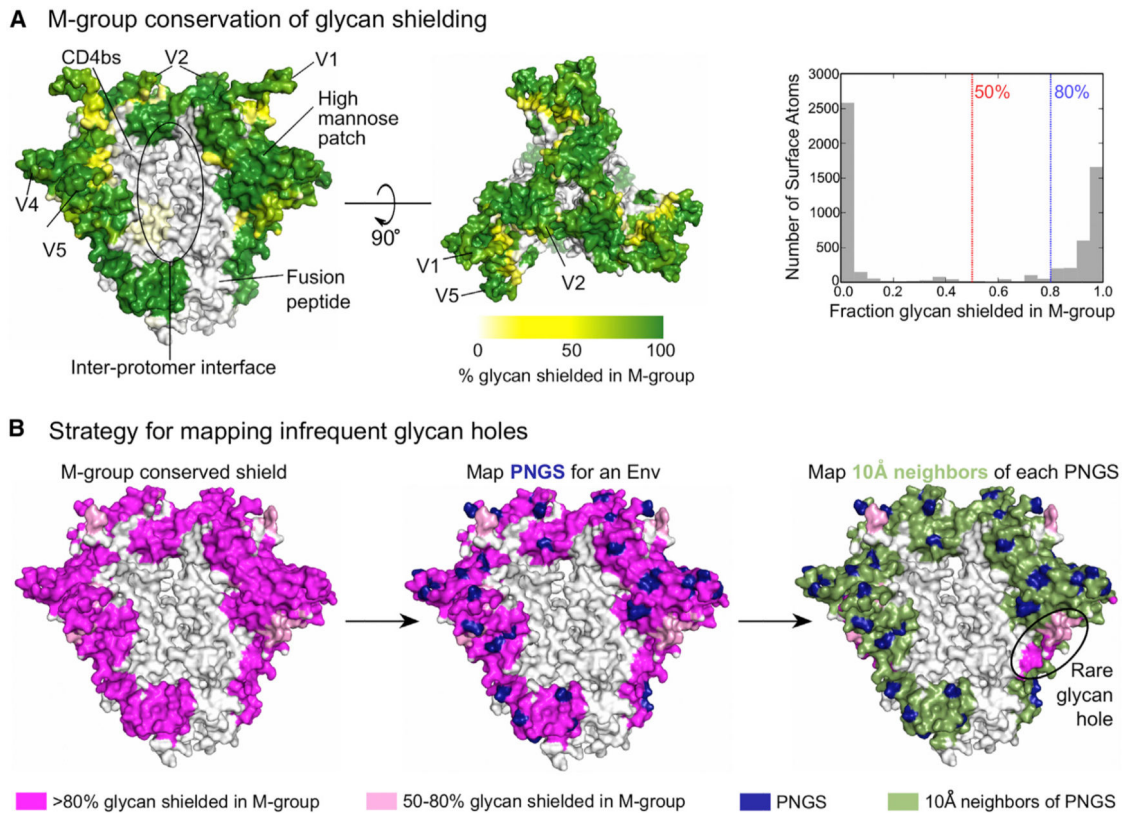 A M-group conservation of glycan shielding
CD4bs
V2
V1
High
mannose
patch
V4
V5
Fusion
peptide
Inter-protomer interface
90°
V1
V5
V2
0 50 100
% glycan shielded in M-group
Number of Surface Atoms
3000
2500
2000
1500
1000
500
0
50%
80%
0.0 0.2 0.4 0.6 0.8 1.0
Fraction glycan shielded in M-group
B Strategy for mapping infrequent glycan holes
M-group conserved shield
Map PNGS for an Env
Map 10Å neighbors of each PNGS
Rare
glycan
hole
>80% glycan shielded in M-group
50-80% glycan shielded in M-group
PNGS
10Å neighbors of PNGS